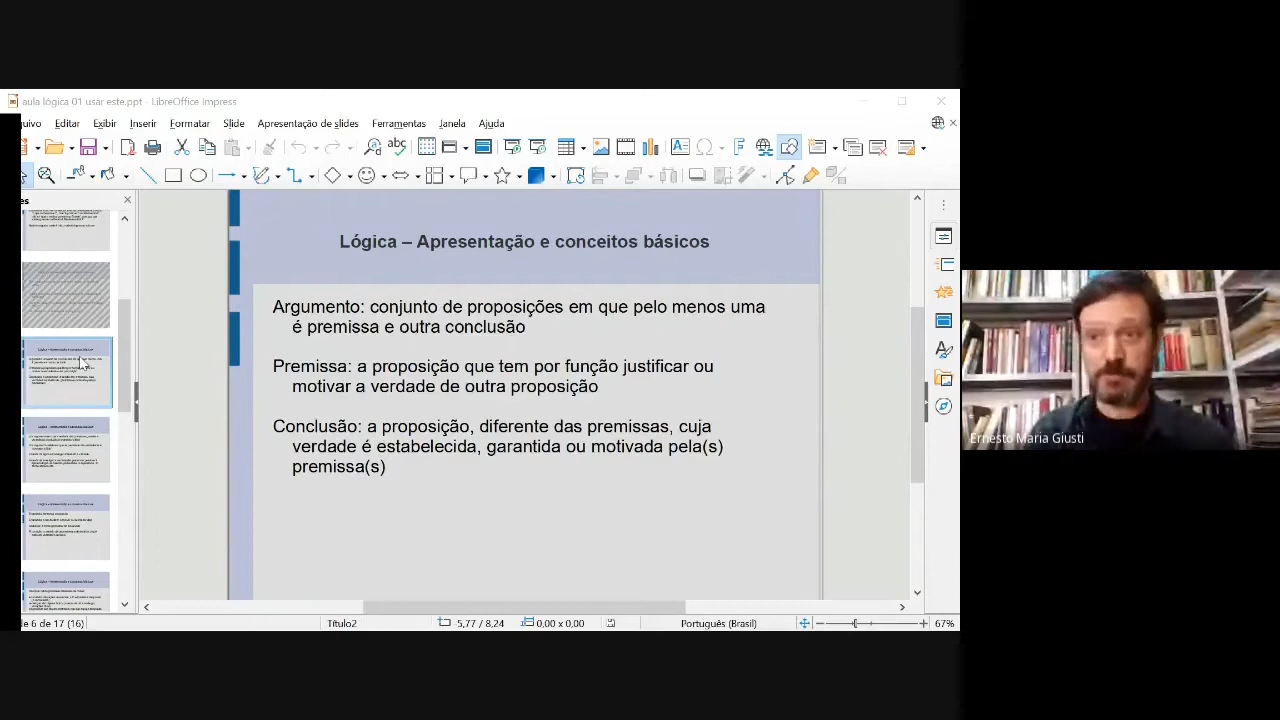 aula lógica 01 usar este.ppt - LibreOffice Impress
uivo Editar Exibir Inserir Formatar Slide Apresentação de slides Ferramentas Janela Ajuda
es
Lógica – Apresentação e conceitos básicos
Argumento: conjunto de proposições em que pelo menos uma
é premissa e outra conclusão
Premissa: a proposição que tem por função justificar ou
motivar a verdade de outra proposição
Conclusão: a proposição, diferente das premissas, cuja
verdade é estabelecida, garantida ou motivada pela(s)
premissa(s)
Ernesto Maria Giusti
de 6 de 17 (16) Título2 5,77 / 8,24 0,00 x 0,00 Português (Brasil) 67%